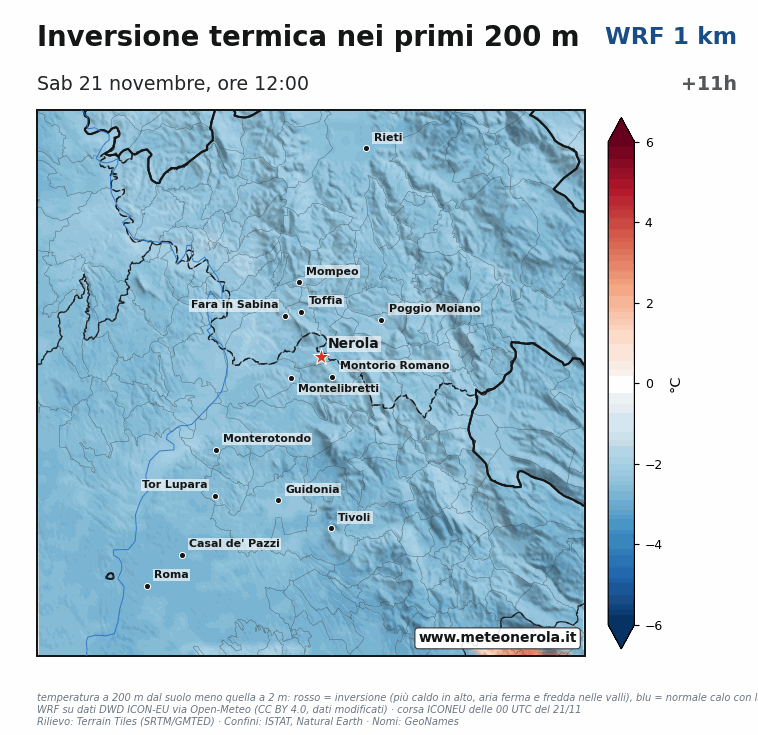 Inversione termica nei primi 200 m WRF 1 km
Sab 21 novembre, ore 12:00 +11h
Rieti
Mompeo
Toffia
Fara in Sabina
Poggio Moiano
Nerola
Montorio Romano
Montelibretti
Monterotondo
Tor Lupara
Guidonia
Tivoli
Casal de' Pazzi
Roma
www.meteonerola.it
6
4
2
0
−2
−4
−6
°C
temperatura a 200 m dal suolo meno quella a 2 m: rosso = inversione (più caldo in alto, aria ferma e fredda nelle valli), blu = normale calo con l
WRF su dati DWD ICON-EU via Open-Meteo (CC BY 4.0, dati modificati) · corsa ICONEU delle 00 UTC del 21/11
Rilievo: Terrain Tiles (SRTM/GMTED) · Confini: ISTAT, Natural Earth · Nomi: GeoNames